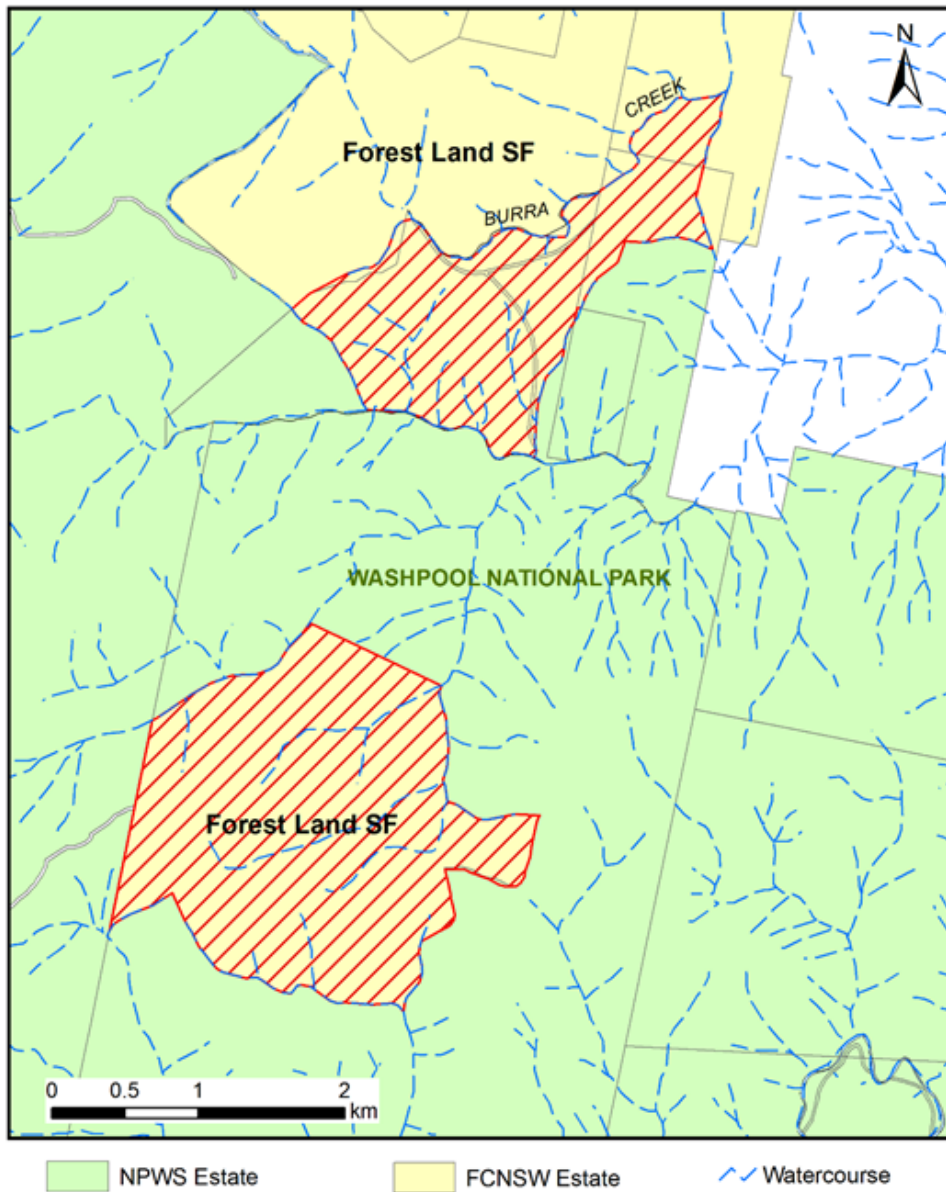 N
CREEK
Forest Land SF
BURRA
WASHPOOL NATIONAL PARK
Forest Land SF
0 0.5 1 2
km
NPWS Estate FCNSW Estate Watercourse